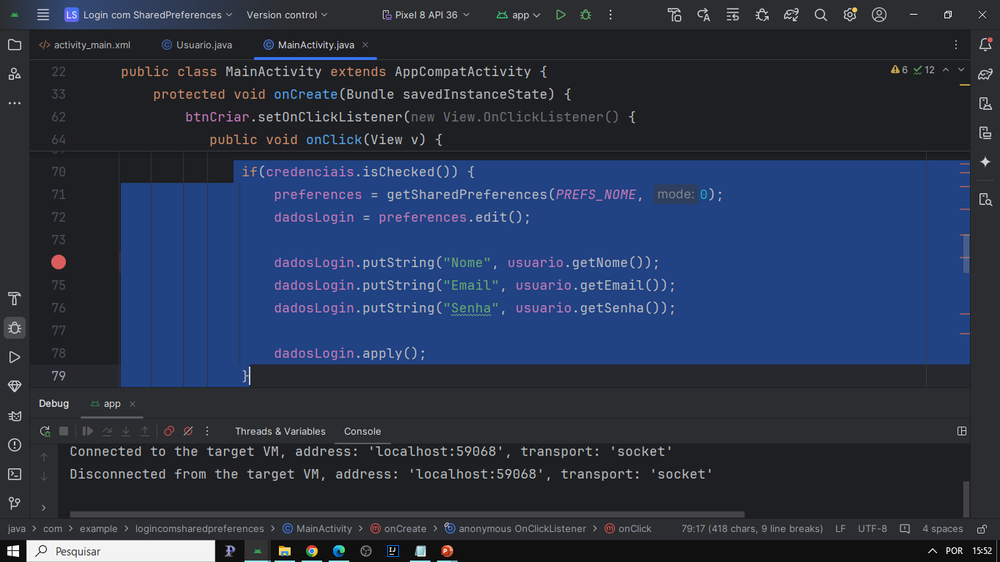 LS Login com SharedPreferences Version control Pixel 8 API 36 app
activity_main.xml Usuario.java MainActivity.java
22 public class MainActivity extends AppCompatActivity { 6 12
33 protected void onCreate(Bundle savedInstanceState) {
62 btnCriar.setOnClickListener(new View.OnClickListener() {
64 public void onClick(View v) {
70 if(credenciais.isChecked()) {
71 preferences = getSharedPreferences(PREFS_NOME, mode: 0);
72 dadosLogin = preferences.edit();
73
dadosLogin.putString("Nome", usuario.getNome());
75 dadosLogin.putString("Email", usuario.getEmail());
76 dadosLogin.putString("Senha", usuario.getSenha());
77
78 dadosLogin.apply();
79 }
Debug app
Threads & Variables Console
Connected to the target VM, address: 'localhost:59068', transport: 'socket'
Disconnected from the target VM, address: 'localhost:59068', transport: 'socket'
java > com > example > logincomsharedpreferences > MainActivity > onCreate > anonymous OnClickListener > onClick 79:17 (418 chars, 9 line breaks) LF UTF-8 4 spaces
Pesquisar POR 15:52